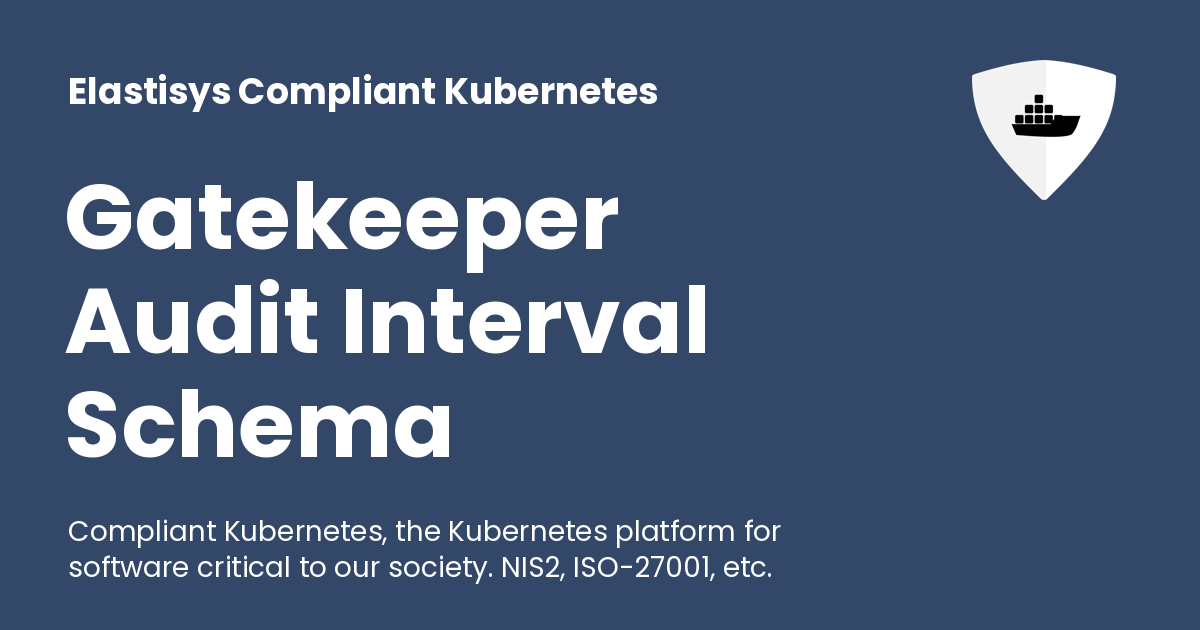 Elastisys Compliant Kubernetes
Gatekeeper
Audit Interval
Schema
Compliant Kubernetes, the Kubernetes platform for
software critical to our society. NIS2, ISO-27001, etc.